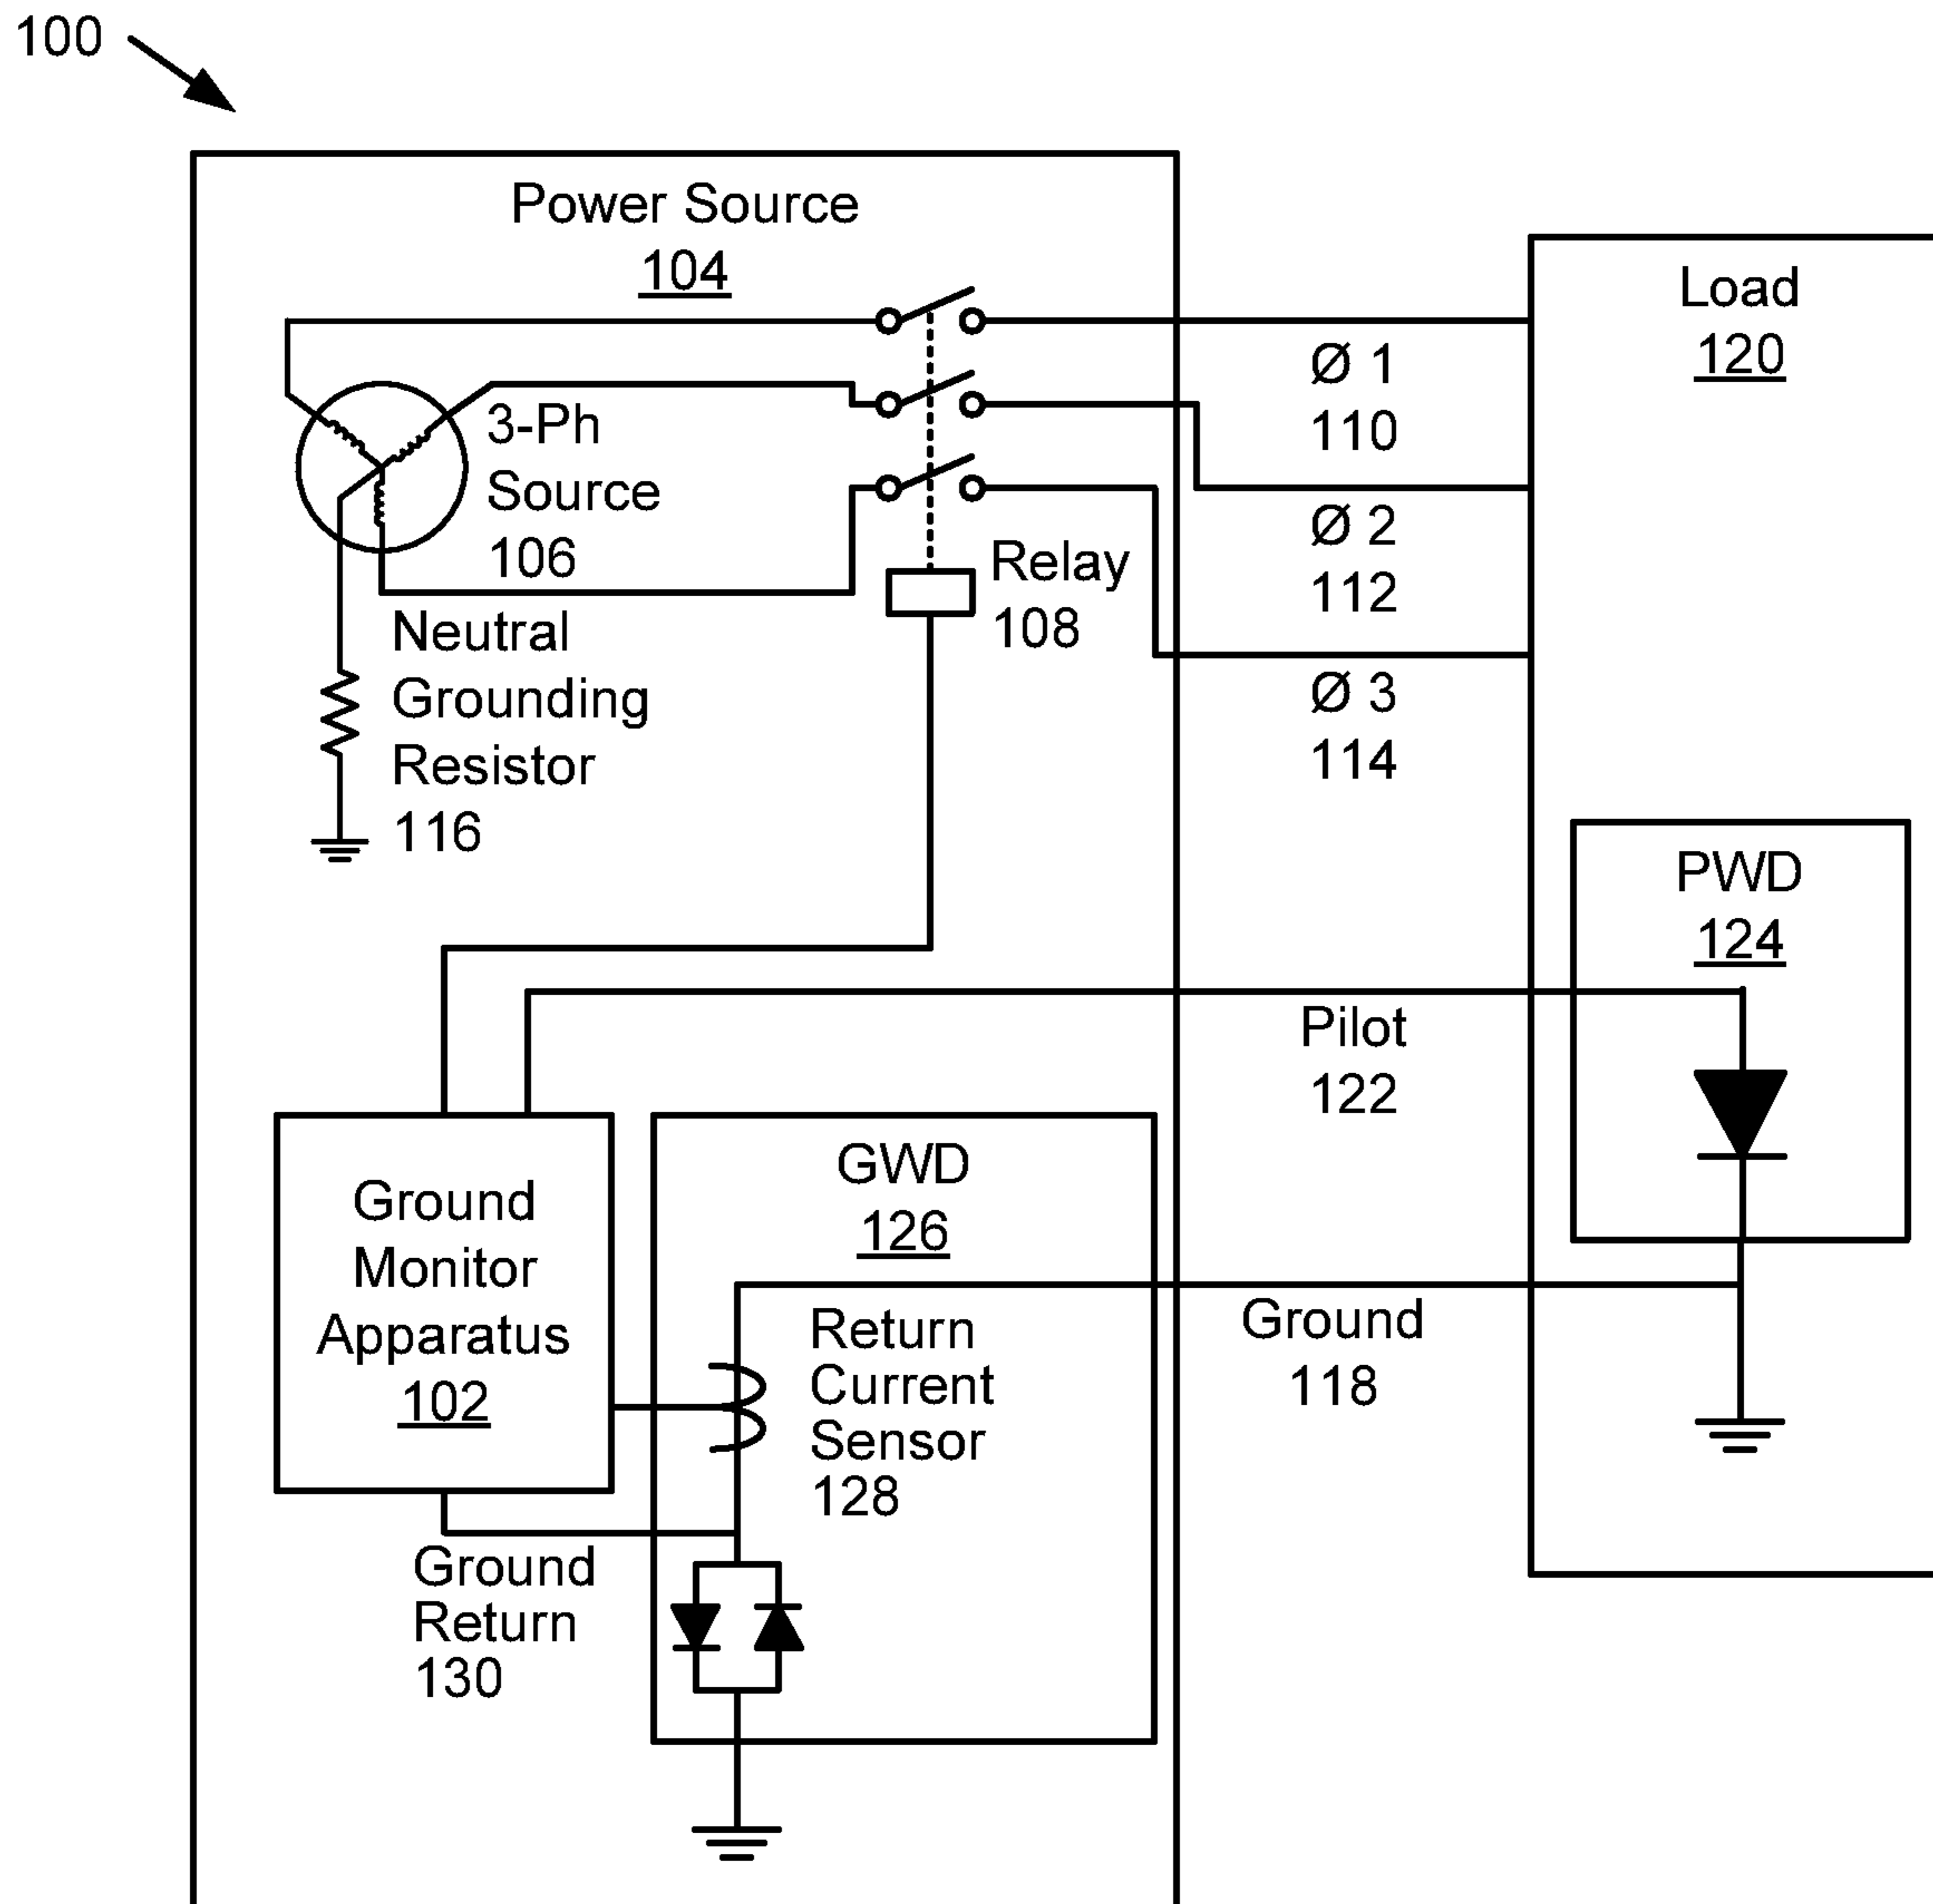 100
Power Source
104
Load
120
3-Ph
Source
106
Ø 1
110
Ø 2
112
Ø 3
114
Relay
108
Neutral
Grounding
Resistor
116
PWD
124
Pilot
122
Ground
Monitor
Apparatus
102
GWD
126
Return
Current
Sensor
128
Ground
118
Ground
Return
130